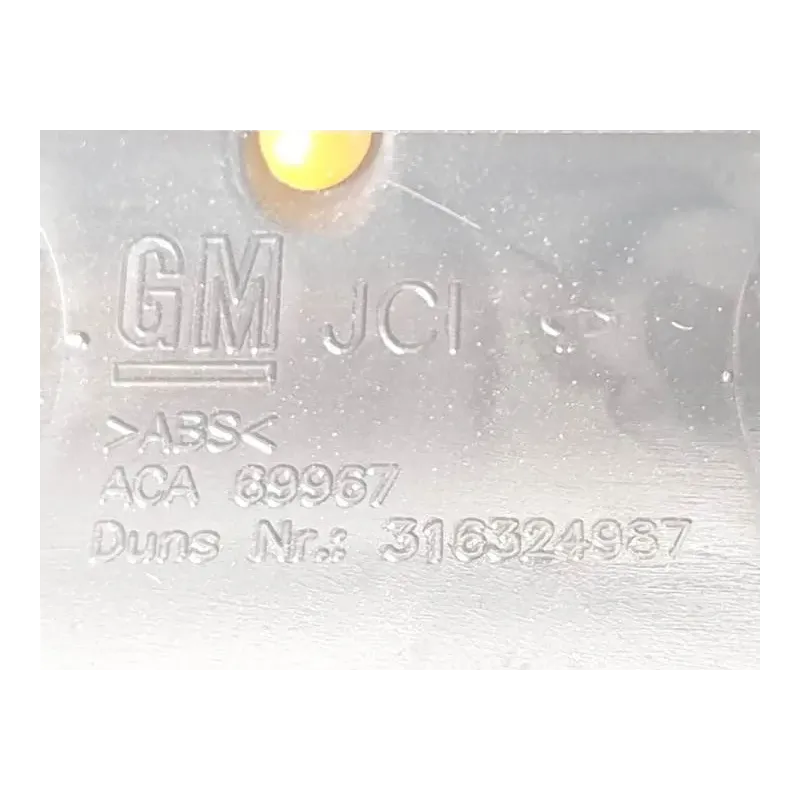 GM JCI
>ABS<
ACA 69967
Duns Nr.: 316324987